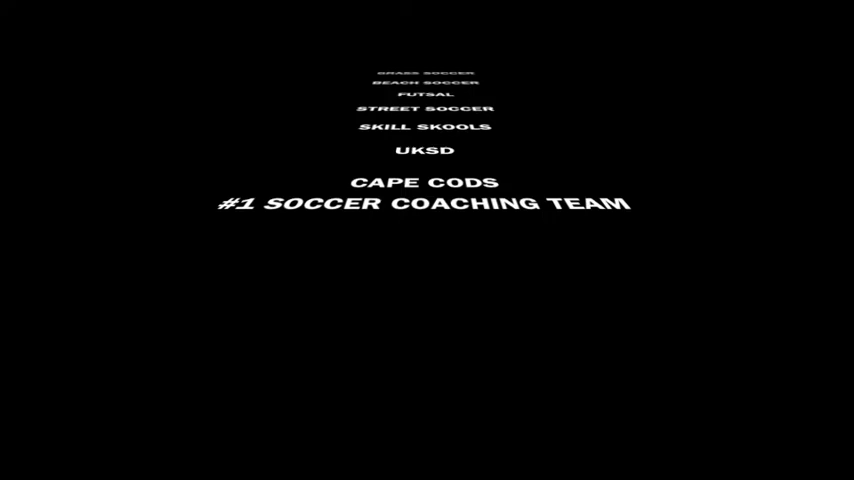 GRASS SOCCER
BEACH SOCCER
FUTSAL
STREET SOCCER
SKILL SKOOLS
UKSD
CAPE CODS
#1 SOCCER COACHING TEAM